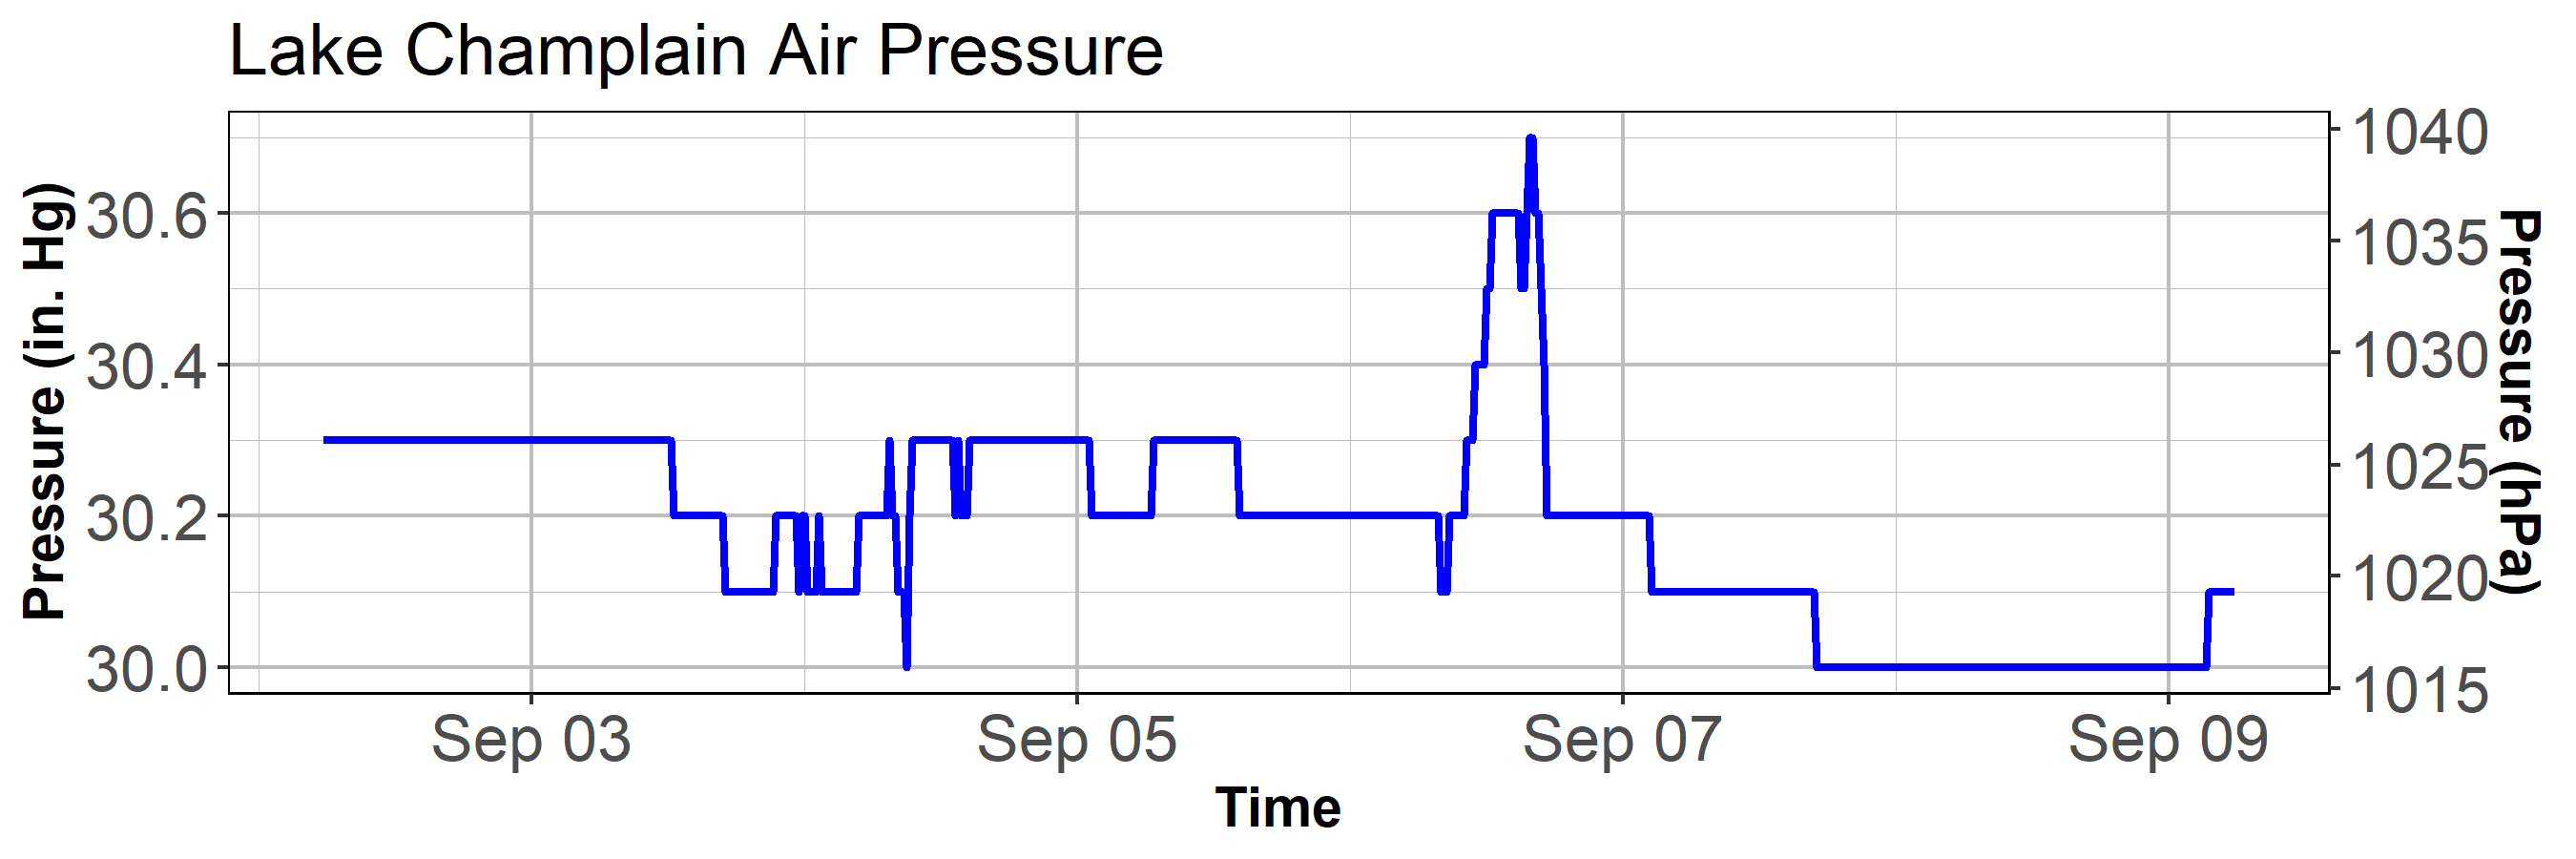 Lake Champlain Air Pressure
Pressure (in. Hg)
30.6
30.4
30.2
30.0
1040
1035
1030
1025
1020
1015
Pressure (hPa)
Sep 03 Sep 05 Sep 07 Sep 09
Time